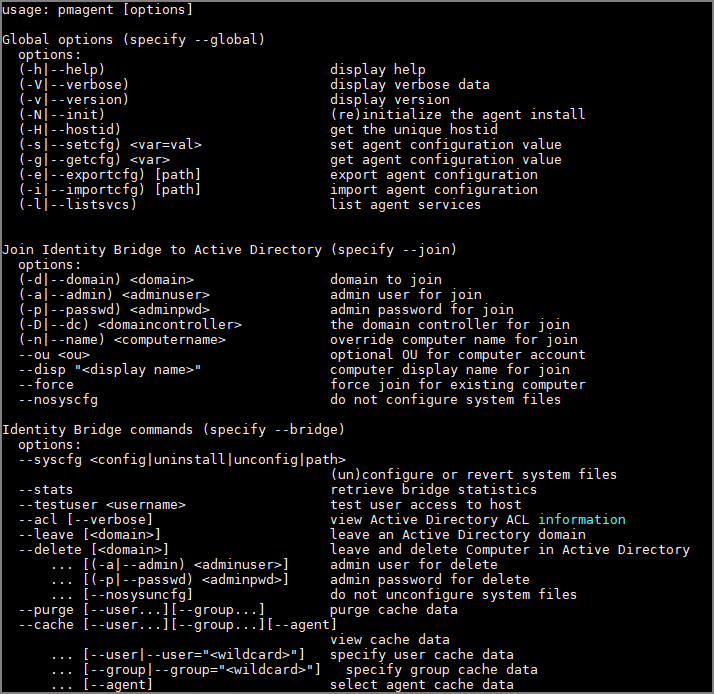 usage: pmagent [options]
Global options (specify --global)
options:
(-h|--help) display help
(-V|--verbose) display verbose data
(-v|--version) display version
(-N|--init) (re)initialize the agent install
(-H|--hostid) get the unique hostid
(-s|--setcfg) <var=val> set agent configuration value
(-g|--getcfg) <var> get agent configuration value
(-e|--exportcfg) [path] export agent configuration
(-i|--importcfg) [path] import agent configuration
(-l|--listsvcs) list agent services
Join Identity Bridge to Active Directory (specify --join)
options:
(-d|--domain) <domain> domain to join
(-a|--admin) <adminuser> admin user for join
(-p|--passwd) <adminpwd> admin password for join
(-D|--dc) <domaincontroller> the domain controller for join
(-n|--name) <computername> override computer name for join
--ou <ou> optional OU for computer account
--disp "<display name>" computer display name for join
--force force join for existing computer
--nosyscfg do not configure system files
Identity Bridge commands (specify --bridge)
options:
--syscfg <config|uninstall|unconfig|path>
(un)configure or revert system files
--stats retrieve bridge statistics
--testuser <username> test user access to host
--acl [--verbose] view Active Directory ACL information
--leave [<domain>] leave an Active Directory domain
--delete [<domain>] leave and delete Computer in Active Directory
... [(-a|--admin) <adminuser>] admin user for delete
... [(-p|--passwd) <adminpwd>] admin password for delete
... [--nosysuncfg] do not unconfigure system files
--purge [--user...][--group...] purge cache data
--cache [--user...][--group...][--agent]
view cache data
... [--user|--user="<wildcard>"] specify user cache data
... [--group|--group="<wildcard>"] specify group cache data
... [--agent] select agent cache data